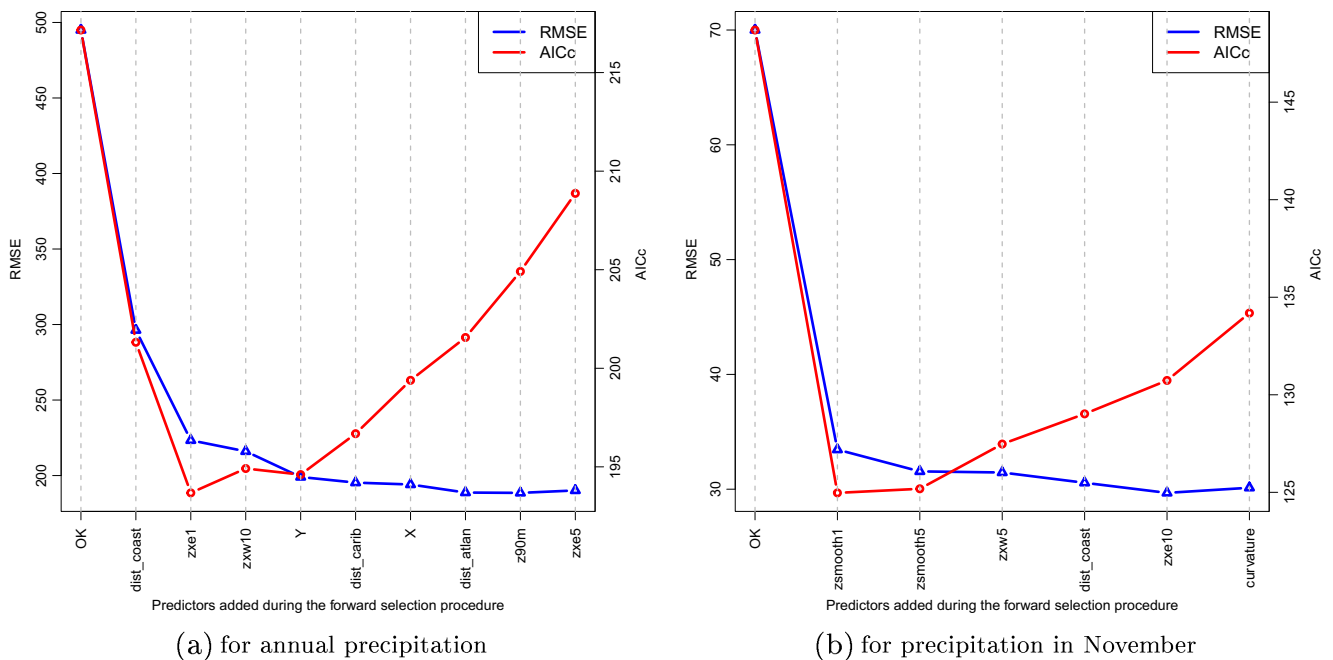 RMSE
AICc
500
450
400
350
300
250
200
RMSE
215
210
205
200
195
AICc
OK
dist_coast
zxe1
zxw10
Y
dist_carib
X
dist_atlan
z90m
zxe5
Predictors added during the forward selection procedure
(a) for annual precipitation
RMSE
AICc
70
60
50
40
30
RMSE
145
140
135
130
125
AICc
OK
zsmooth1
zsmooth5
zxw5
dist_coast
zxe10
curvature
Predictors added during the forward selection procedure
(b) for precipitation in November